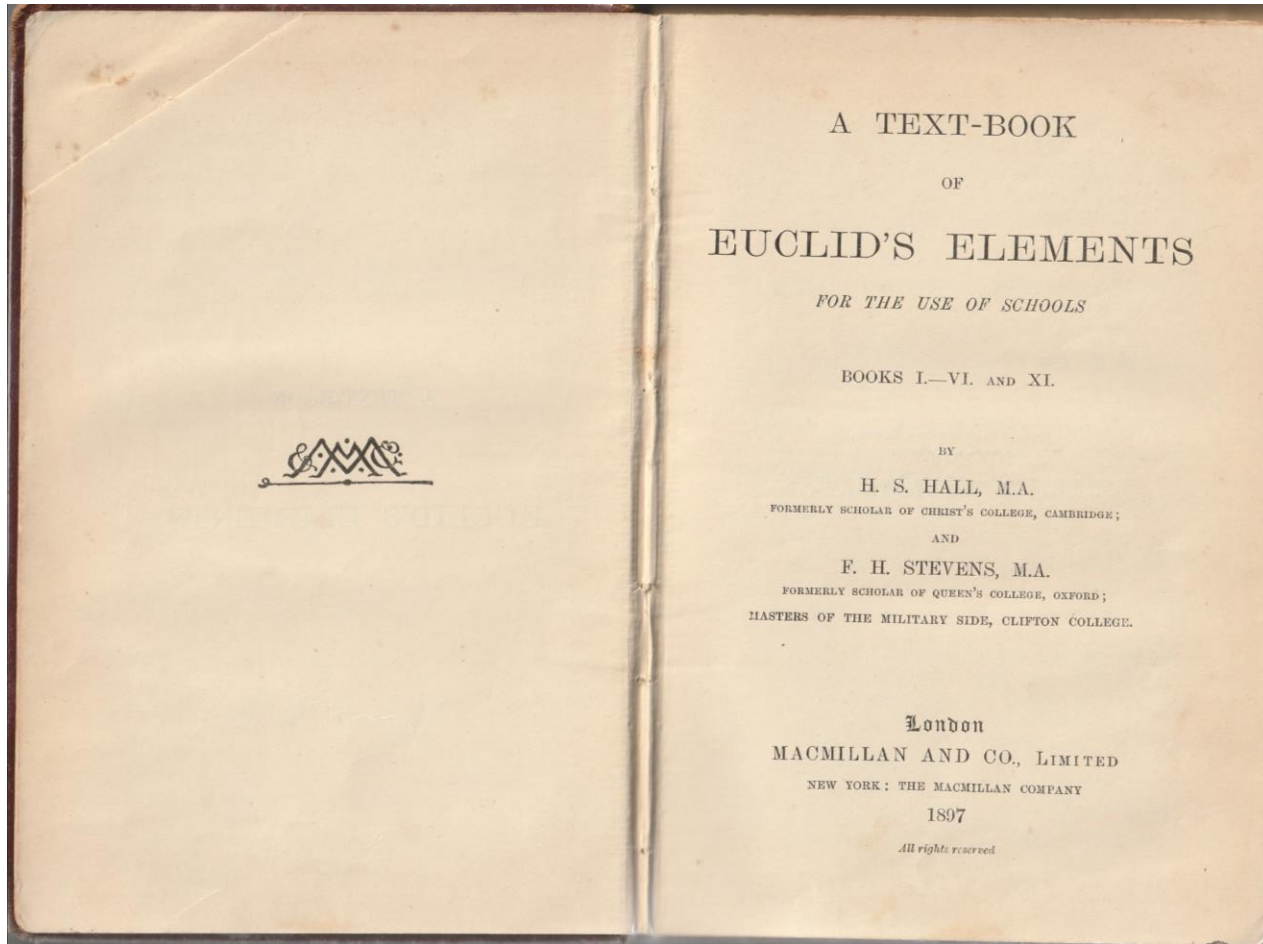 A TEXT-BOOK
OF
EUCLID'S ELEMENTS
FOR THE USE OF SCHOOLS
BOOKS I.—VI. AND XI.
BY
H. S. HALL, M.A.
FORMERLY SCHOLAR OF CHRIST'S COLLEGE, CAMBRIDGE;
AND
F. H. STEVENS, M.A.
FORMERLY SCHOLAR OF QUEEN'S COLLEGE, OXFORD;
MASTERS OF THE MILITARY SIDE, CLIFTON COLLEGE.
London
MACMILLAN AND CO., LIMITED
NEW YORK: THE MACMILLAN COMPANY
1897
All rights reserved